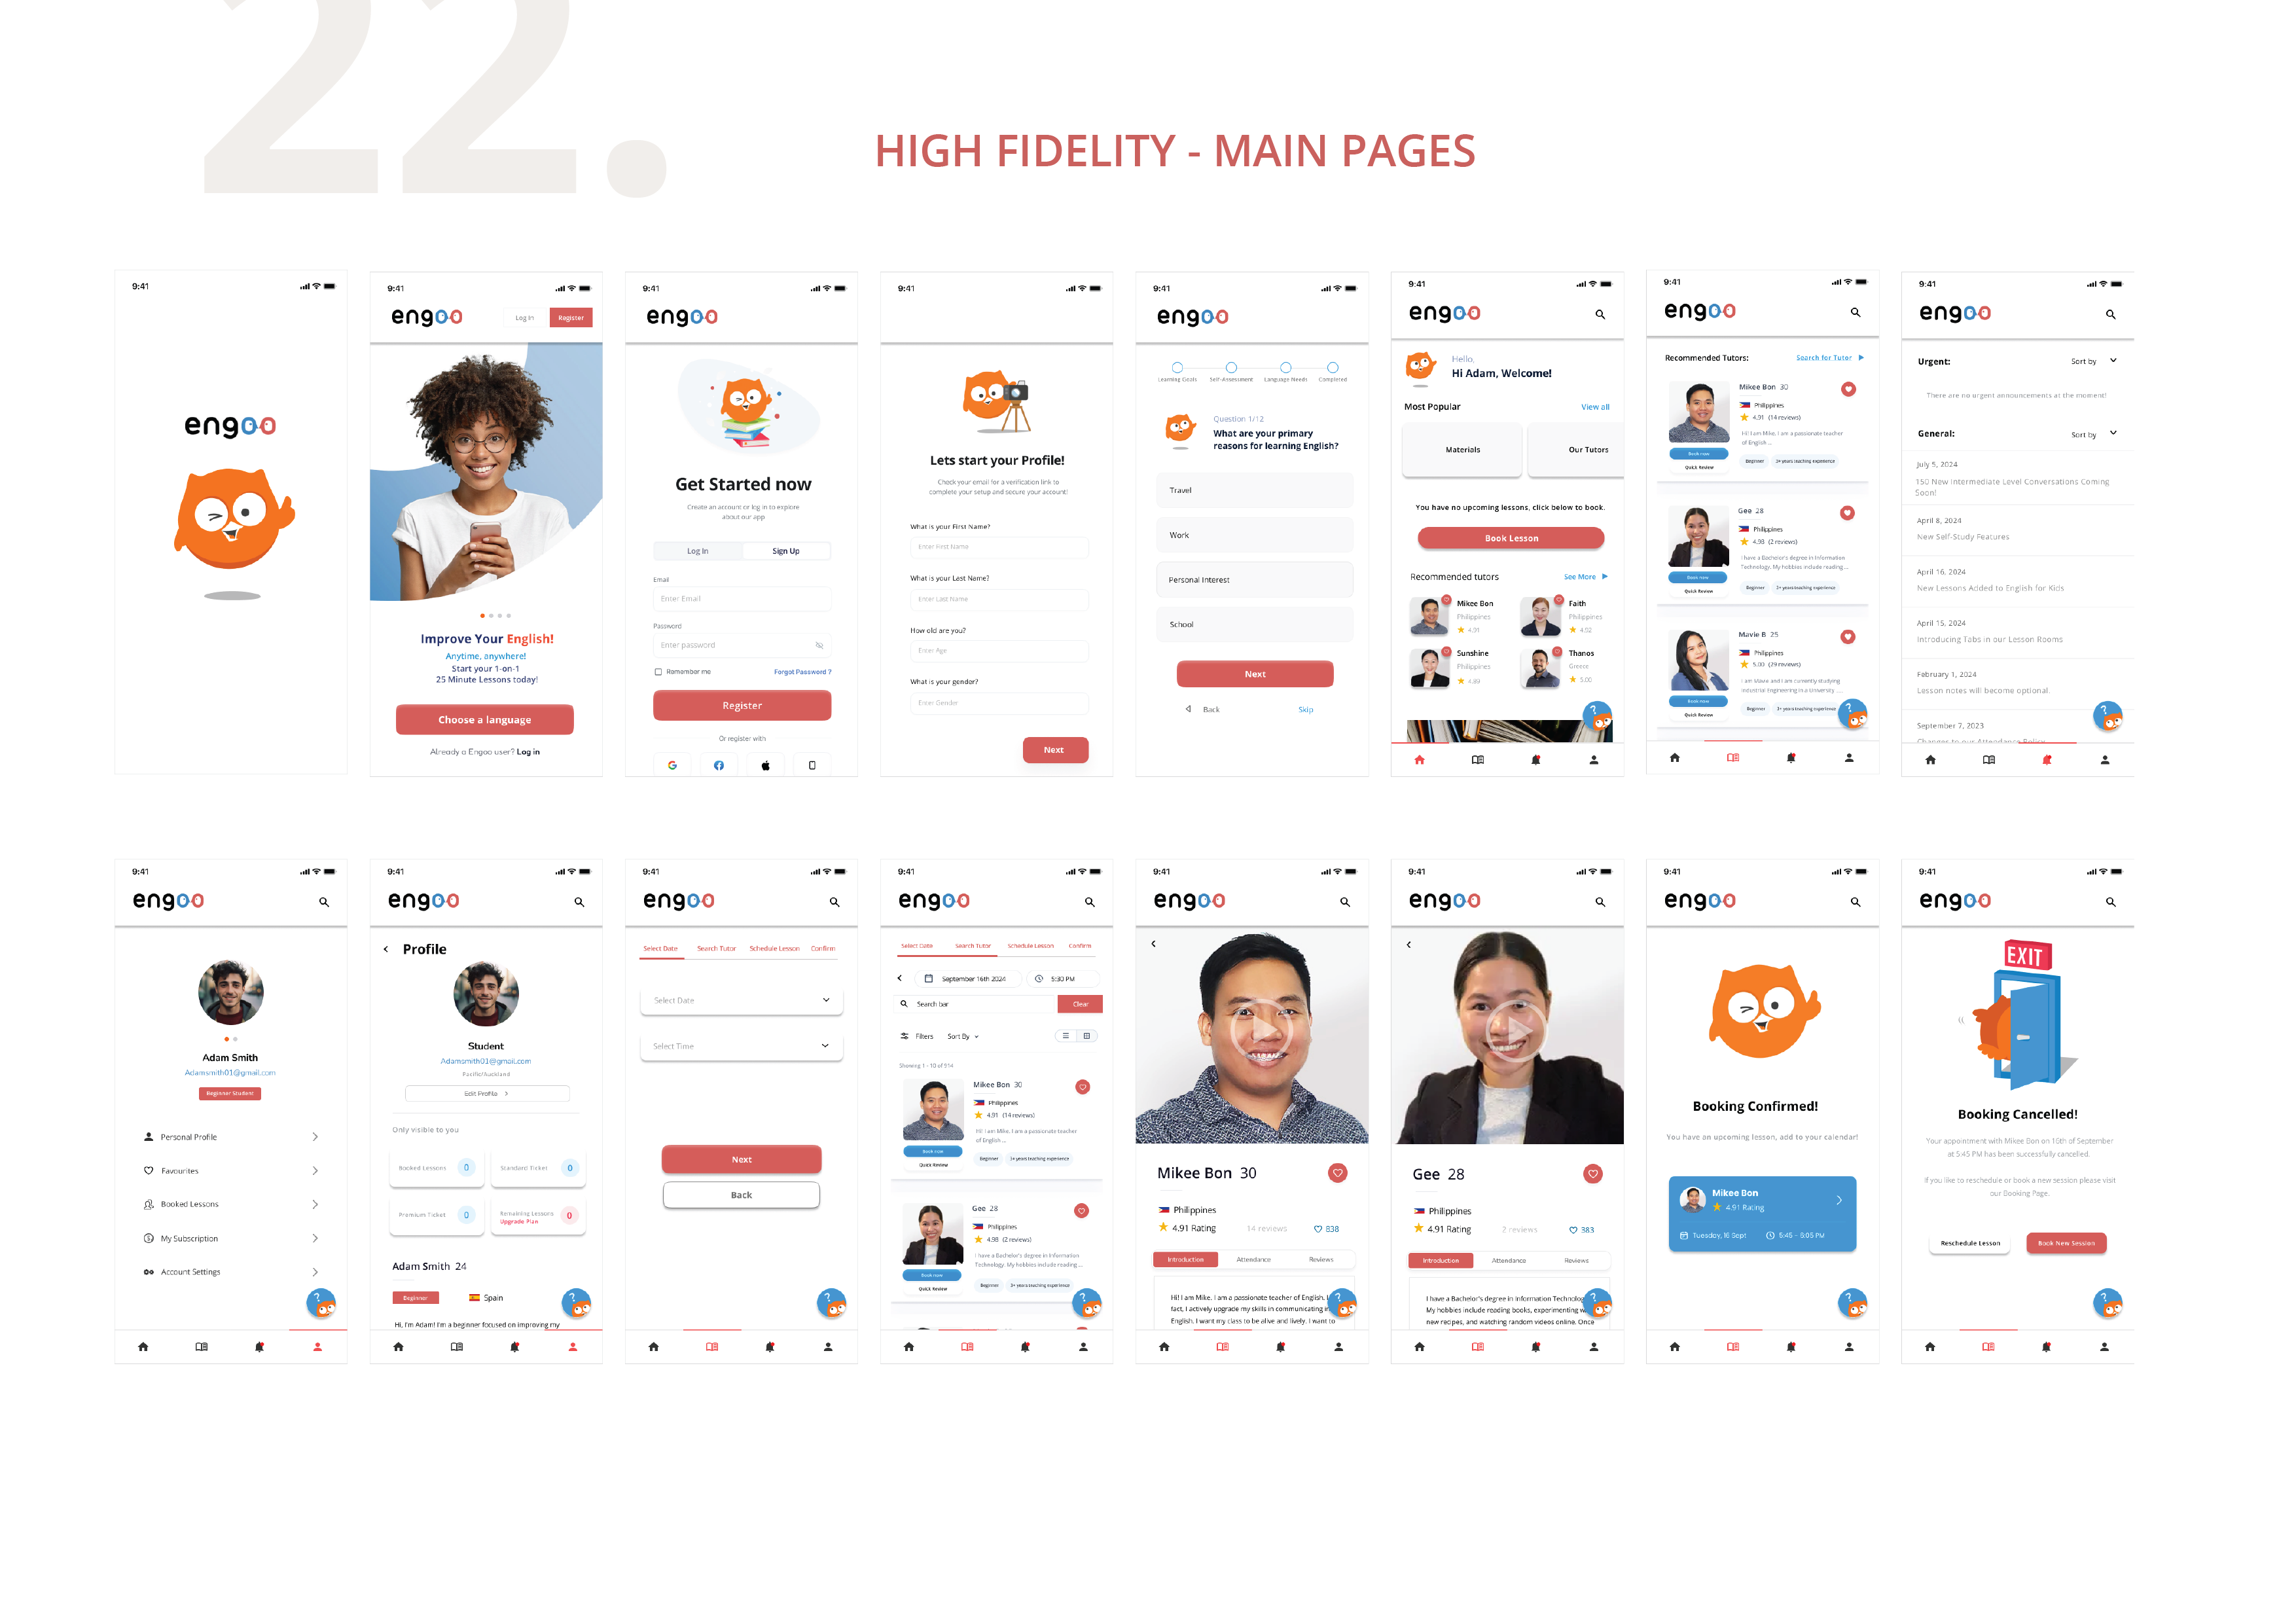 22.
HIGH FIDELITY - MAIN PAGES
9:41
engoo
9:41
engoo
Log In
Register
Improve Your English!
Anytime, anywhere!
Start your 1-on-1
25 Minute Lessons today!
Choose a language
Already a Engoo user? Log in
9:41
engoo
Get Started now
Create an account or log in to explore
about our app
Log In
Sign Up
Email
Enter Email
Password
Enter password
Remember me
Forgot Password ?
Register
Or register with
9:41
Lets start your Profile!
Check your email for a verification link to
complete your setup and secure your account!
What is your First Name?
Enter First Name
What is your Last Name?
Enter Last Name
How old are you?
Enter Age
What is your gender?
Enter Gender
Next
9:41
engoo
Learning Goals
Self-Assessment
Language Needs
Completed
Question 1/12
What are your primary
reasons for learning English?
Travel
Work
Personal Interest
School
Next
Back
Skip
9:41
engoo
Hello,
Hi Adam, Welcome!
Most Popular
View all
Materials
Our Tutors
You have no upcoming lessons, click below to book.
Book Lesson
Recommended tutors
See More
Mikee Bon
Philippines
4.91
Faith
Philippines
4.92
Sunshine
Philippines
4.89
Thanos
Greece
5.00
9:41
engoo
Recommended Tutors:
Search for Tutor
Mikee Bon 30
Philippines
4.91 (14 reviews)
Hi! I am Mike, I am a passionate teacher
of English ...
Book now
Quick Review
Beginner
3+ years teaching experience
Gee 28
Philippines
4.98 (2 reviews)
I have a Bachelor's degree in Information
Technology. My hobbies include reading ...
Book now
Quick Review
Beginner
3+ years teaching experience
Mavie B 25
Philippines
5.00 (29 reviews)
I am Mavie and I am currently studying
Industrial Engineering in a University ...
Book now
Quick Review
Beginner
3+ years teaching experience
9:41
engoo
Urgent:
Sort by
There are no urgent announcements at the moment!
General:
Sort by
July 5, 2024
150 New Intermediate Level Conversations Coming
Soon!
April 8, 2024
New Self-Study Features
April 16, 2024
New Lessons Added to English for Kids
April 15, 2024
Introducing Tabs in our Lesson Rooms
February 1, 2024
Lesson notes will become optional.
September 7, 2023
Changes to our Attendance Policy
9:41
engoo
Adam Smith
Adamsmith01@gmail.com
Beginner Student
Personal Profile
Favourites
Booked Lessons
My Subscription
Account Settings
9:41
engoo
Profile
Student
Adamsmith01@gmail.com
Pacific/Auckland
Edit Profile
Only visible to you
Booked Lessons 0
Standard Ticket 0
Premium Ticket 0
Remaining Lessons
Upgrade Plan
0
Adam Smith 24
Beginner
Spain
Hi, I'm Adam! I'm a beginner focused on improving my
9:41
engoo
Select Date
Search Tutor
Schedule Lesson
Confirm
Select Date
Select Time
Next
Back
9:41
engoo
Select Date
Search Tutor
Schedule Lesson
Confirm
September 16th 2024
5:30 PM
Search bar
Clear
Filters
Sort By
Showing 1 - 10 of 514
Mikee Bon 30
Philippines
4.91 (14 reviews)
Hi! I am Mike, I am a passionate teacher
of English ...
Book now
Quick Review
Beginner
3+ years teaching experience
Gee 28
Philippines
4.98 (2 reviews)
I have a Bachelor's degree in Information
Technology. My hobbies include reading ...
Book now
Quick Review
Beginner
3+ years teaching experience
9:41
engoo
Mikee Bon 30
Philippines
4.91 Rating
14 reviews
838
Introduction
Attendance
Reviews
Hi! I am Mike. I am a passionate teacher of English. I
fact, I actively upgrade my skills in communicating in
English. I want my class to be alive and lively. I want to
9:41
engoo
Gee 28
Philippines
4.91 Rating
2 reviews
383
Introduction
Attendance
Reviews
I have a Bachelor's degree in Information Technolog
My hobbies include reading books, experimenting w
new recipes, and watching random videos online. Once
9:41
engoo
Booking Confirmed!
You have an upcoming lesson, add to your calendar!
Mikee Bon
4.91 Rating
Tuesday, 16 Sept
5:45 - 6:05 PM
9:41
engoo
EXIT
Booking Cancelled!
Your appointment with Mikee Bon on 10th of September
at 5:45 PM has been successfully cancelled.
If you like to reschedule or book a new session please visit
our Booking Page.
Reschedule Lesson
Book New Session